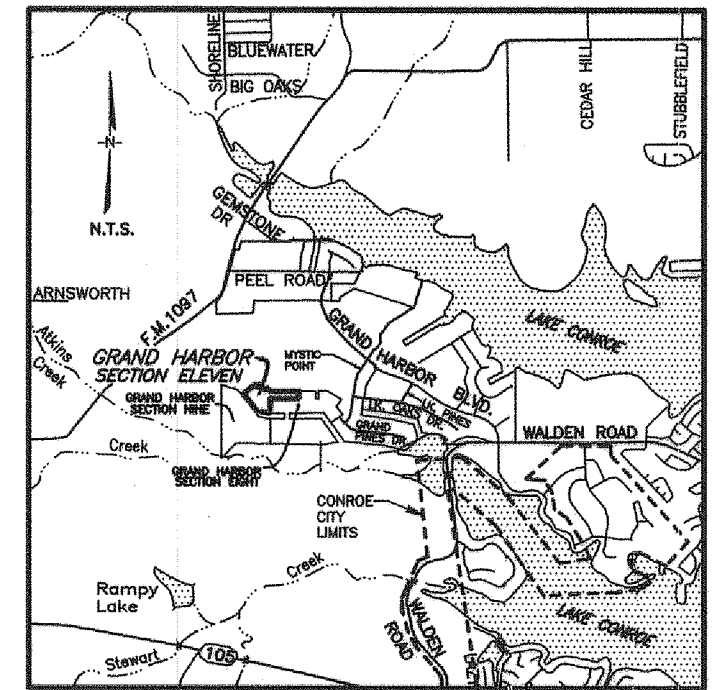 SHORELINE
BLUEWATER
BIG OAKS
CEDAR HILL
STUBBLEFIELD
N
N.T.S.
GEMSTONE
DR
PEEL ROAD
ARNSWORTH
F.M. 1097
LAKE CONROE
Atkins
Creek
GRAND HARBOR BLVD.
GRAND HARBOR
SECTION ELEVEN
MYSTIC
POINT
GRAND HARBOR
SECTION NINE
LK. PINES
LK. OAKS DR.
GRAND
PINES DR.
WALDEN ROAD
Creek
GRAND HARBOR
SECTION EIGHT
CONROE
CITY
LIMITS
Creek
Rampy
Lake
WALDEN
ROAD
LAKE CONROE
Stewart
105